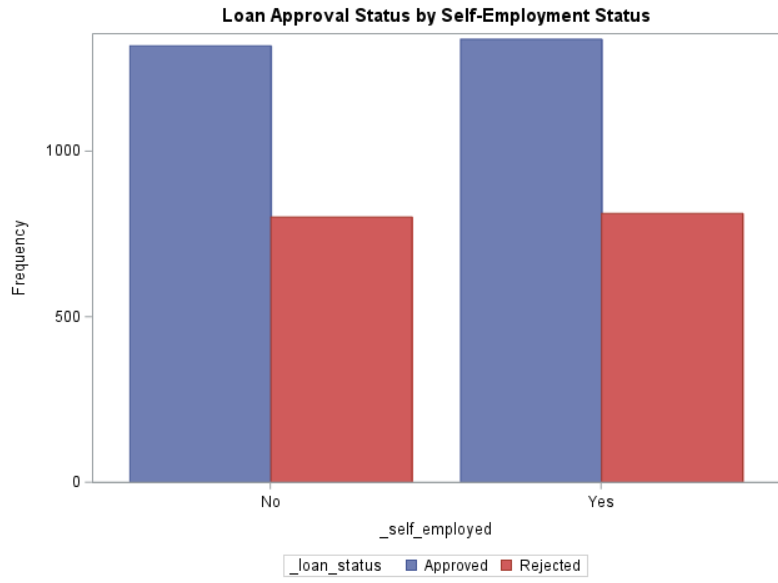 Loan Approval Status by Self-Employment Status
1000
500
0
Frequency
No Yes
_self_employed
_loan_status Approved Rejected